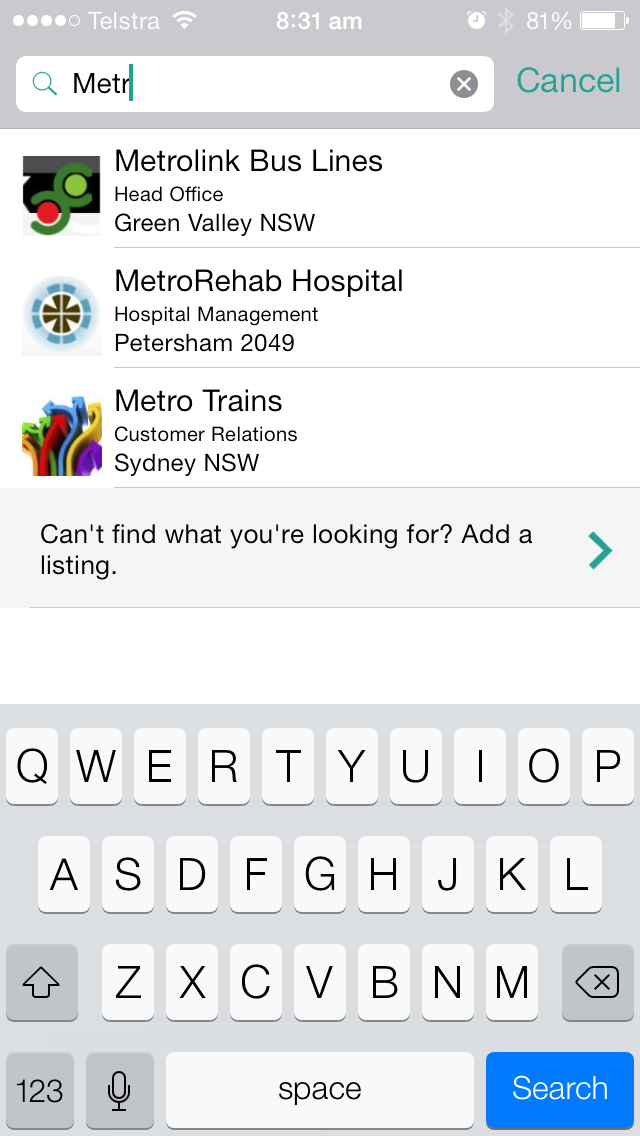 Telstra 8:31 am 81%
Metr Cancel
Metrolink Bus Lines
Head Office
Green Valley NSW
MetroRehab Hospital
Hospital Management
Petersham 2049
Metro Trains
Customer Relations
Sydney NSW
Can't find what you're looking for? Add a
listing.
Q W E R T Y U I O P
A S D F G H J K L
Z X C V B N M
123 space Search